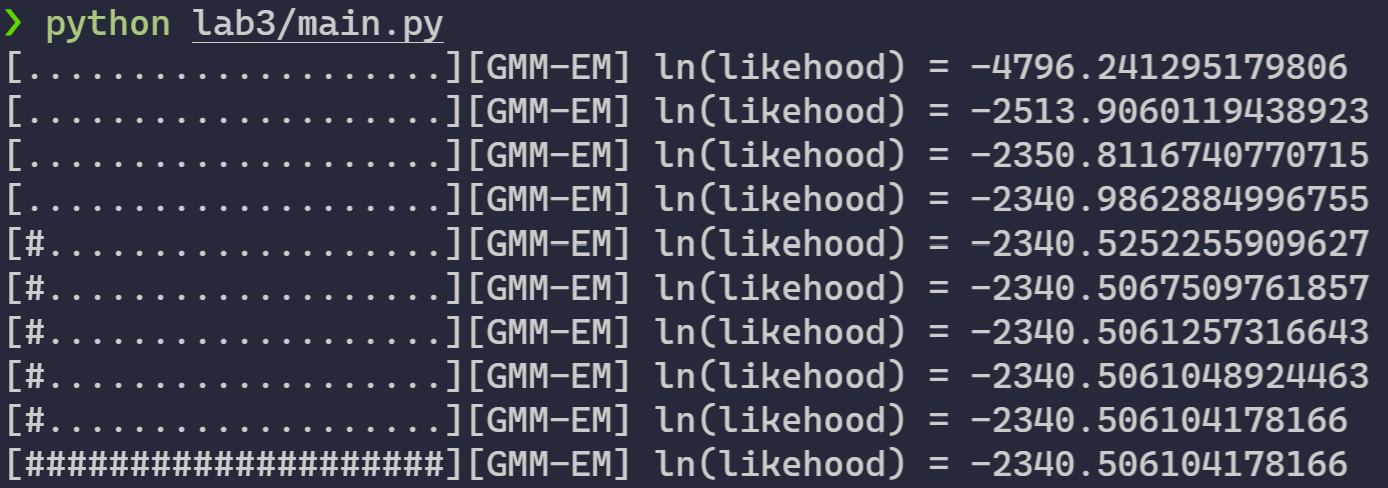 ❯ python lab3/main.py
[....................][GMM-EM] ln(likehood) = -4796.241295179806
[....................][GMM-EM] ln(likehood) = -2513.9060119438923
[....................][GMM-EM] ln(likehood) = -2350.8116740770715
[....................][GMM-EM] ln(likehood) = -2340.9862884996755
[#...................][GMM-EM] ln(likehood) = -2340.5252255909627
[#...................][GMM-EM] ln(likehood) = -2340.5067509761857
[#...................][GMM-EM] ln(likehood) = -2340.5061257316643
[#...................][GMM-EM] ln(likehood) = -2340.5061048924463
[#...................][GMM-EM] ln(likehood) = -2340.506104178166
[####################][GMM-EM] ln(likehood) = -2340.506104178166